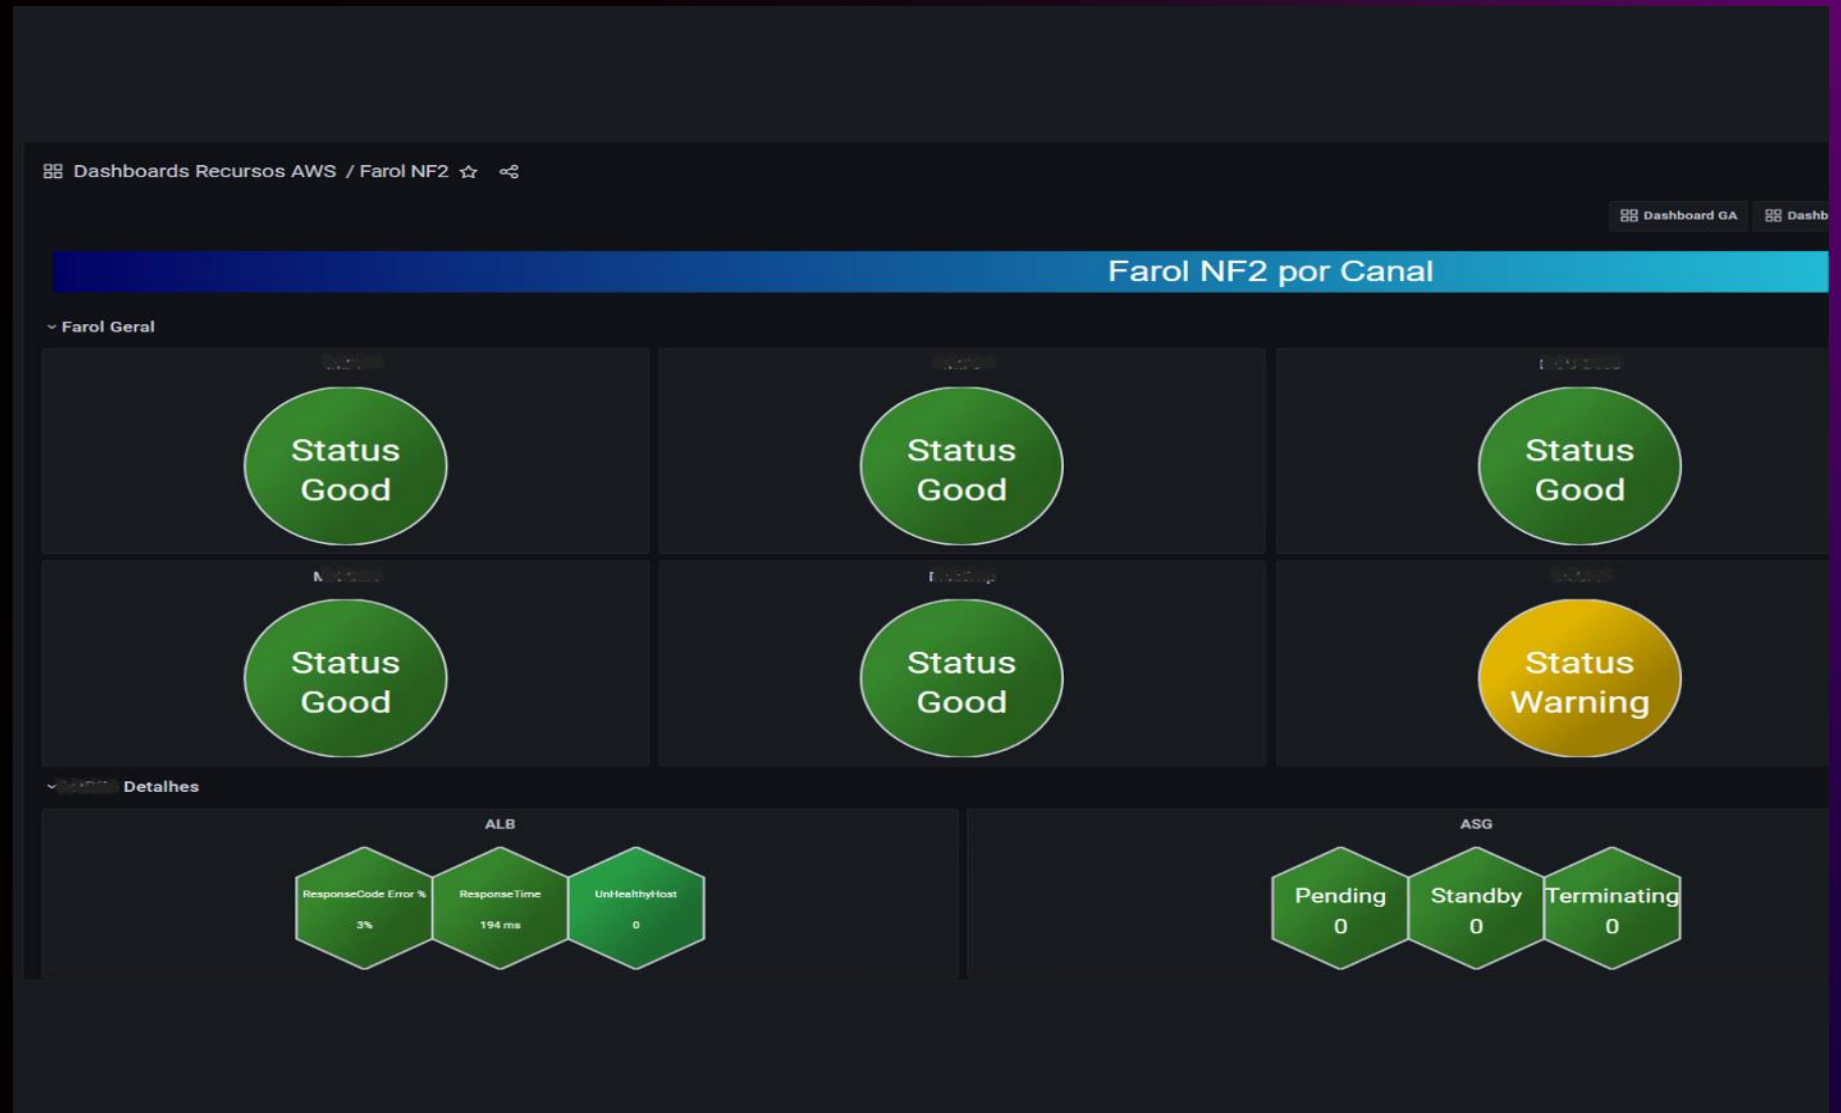 Dashboards Recursos AWS / Farol NF2
Dashboard GA
Dashb
Farol NF2 por Canal
Farol Geral
Status
Good
Status
Good
Status
Good
Status
Good
Status
Good
Status
Warning
Detalhes
ALB
ASG
ResponseCode Error %
3%
ResponseTime
194 ms
UnHealthyHost
0
Pending
0
Standby
0
Terminating
0